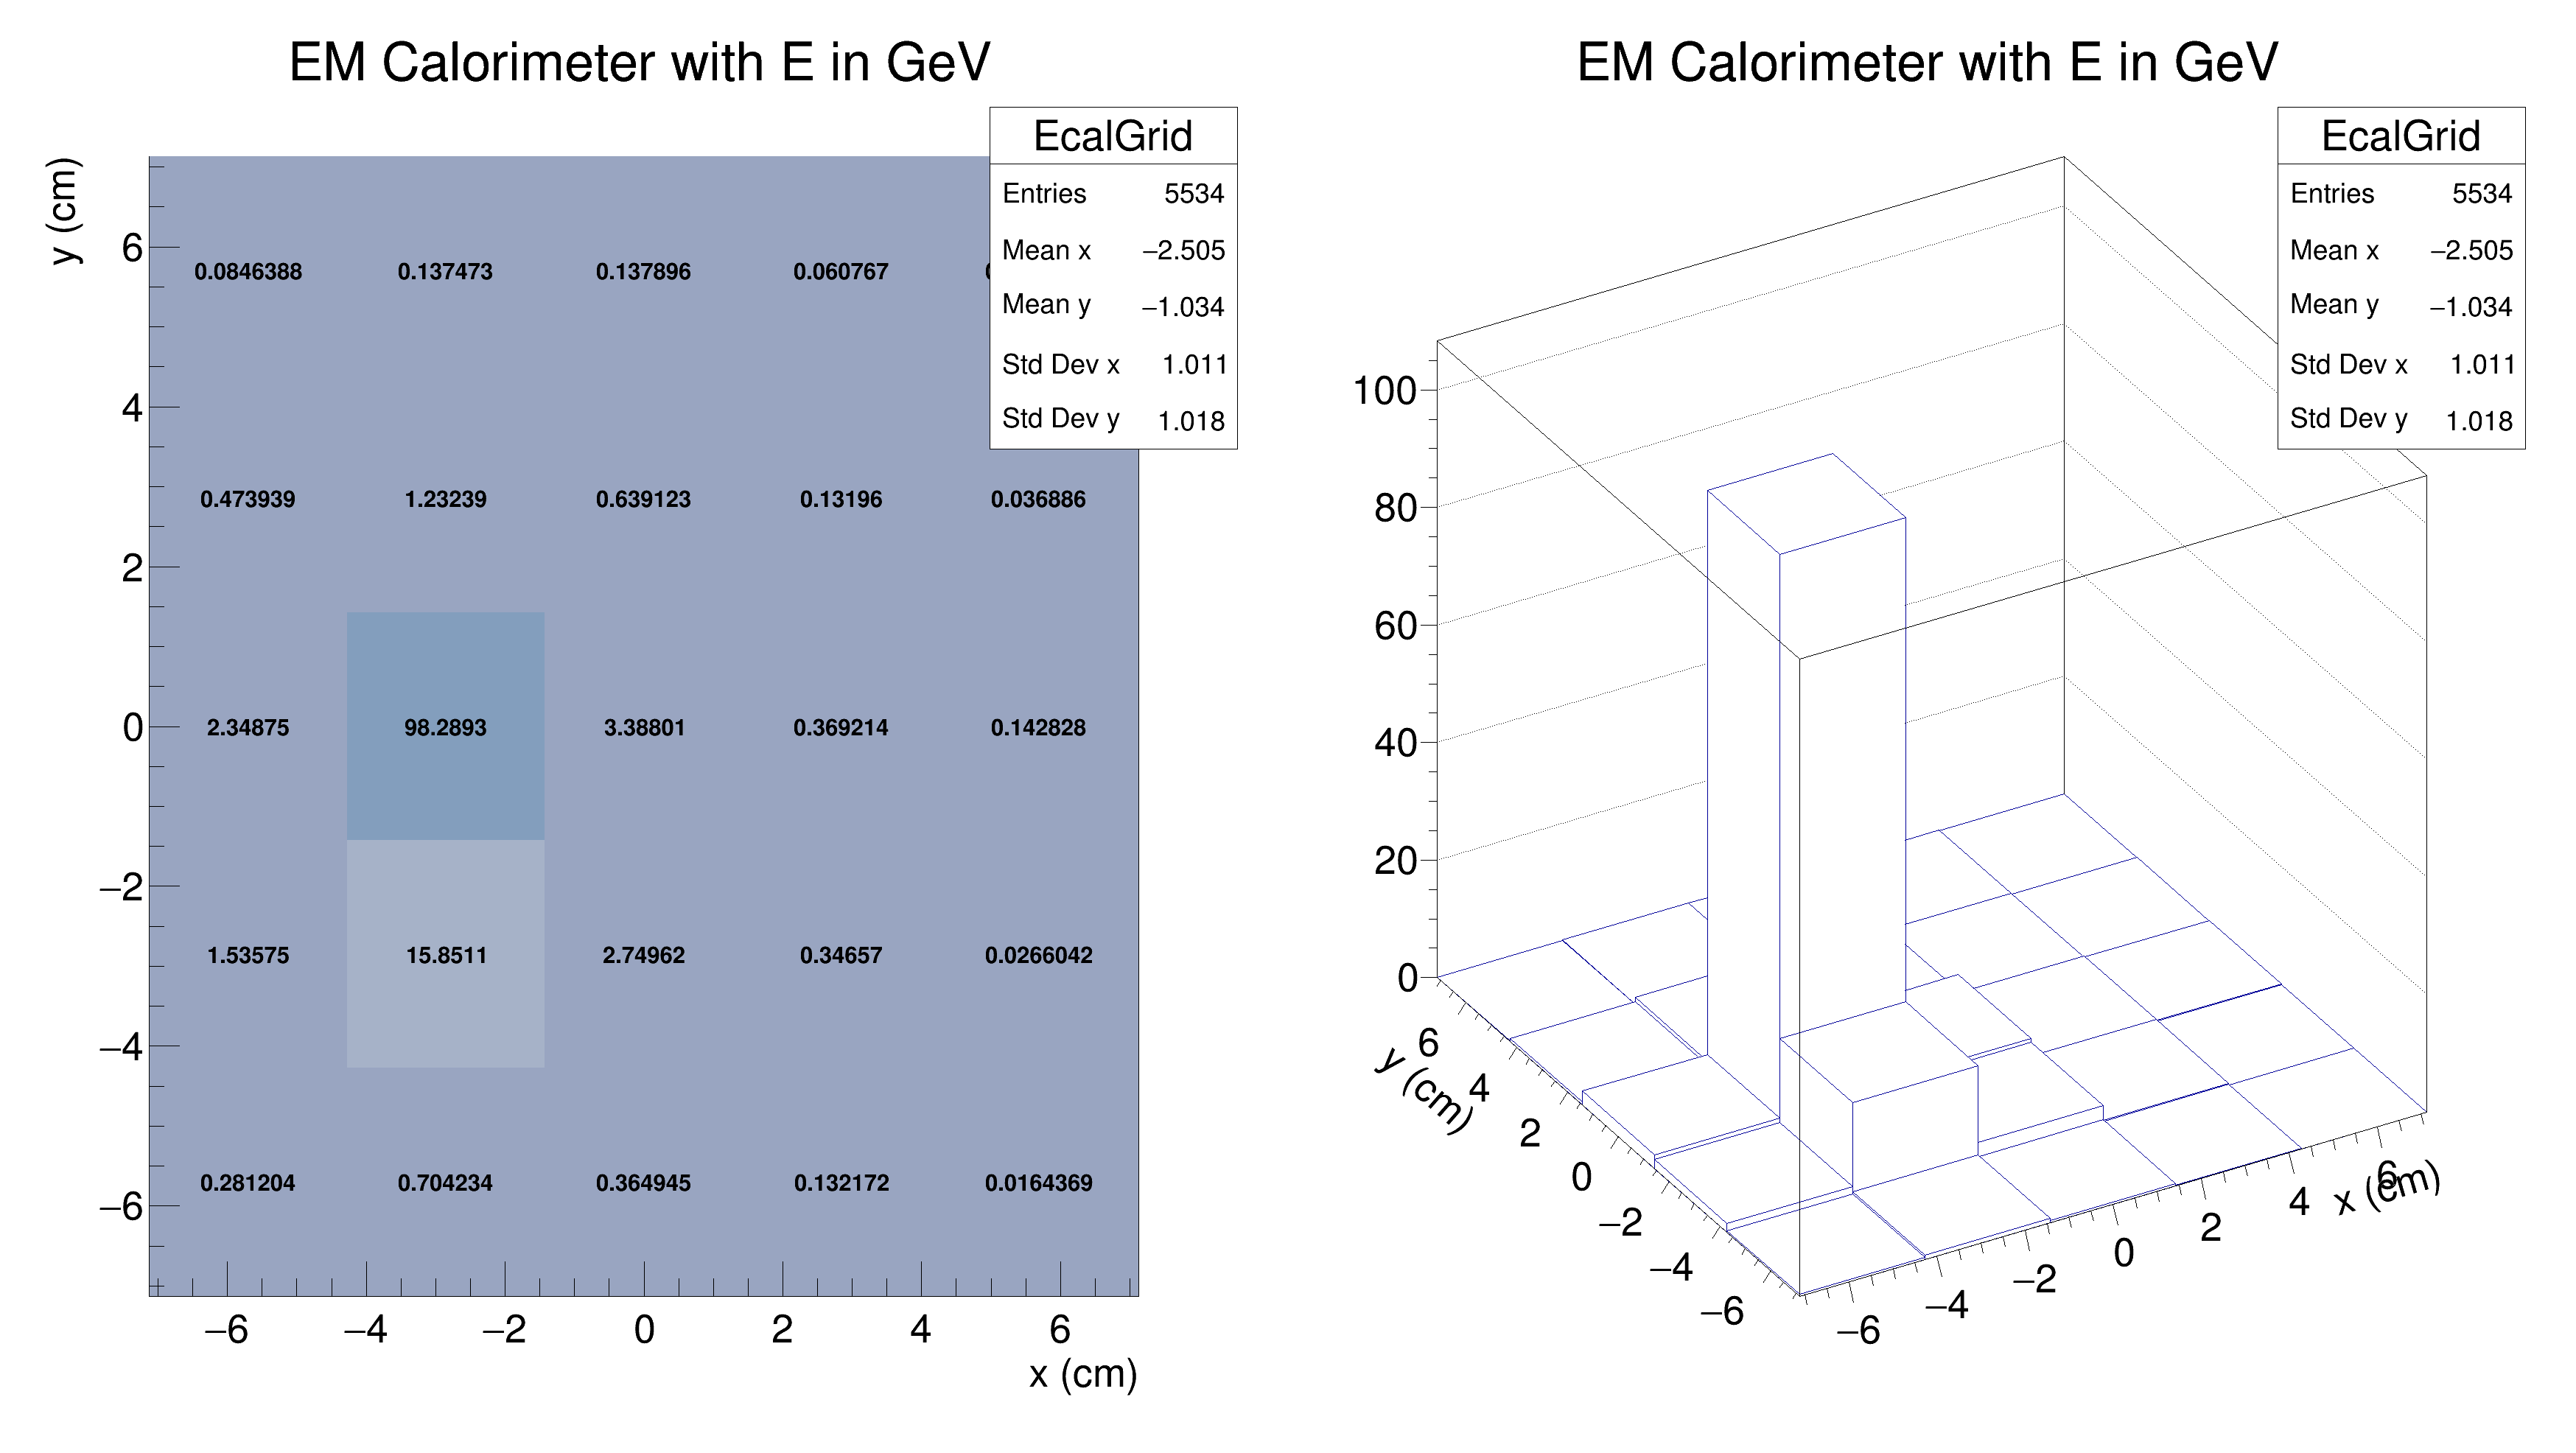 EM Calorimeter with E in GeV
EcalGrid
Entries 5534
Mean x −2.505
Mean y −1.034
Std Dev x 1.011
Std Dev y 1.018
y (cm)
6
4
2
0
−2
−4
−6
0.0846388 0.137473 0.137896 0.060767
0.473939 1.23239 0.639123 0.13196 0.036886
2.34875 98.2893 3.38801 0.369214 0.142828
1.53575 15.8511 2.74962 0.34657 0.0266042
0.281204 0.704234 0.364945 0.132172 0.0164369
−6 −4 −2 0 2 4 6
x (cm)
EM Calorimeter with E in GeV
EcalGrid
Entries 5534
Mean x −2.505
Mean y −1.034
Std Dev x 1.011
Std Dev y 1.018
100
80
60
40
20
0
6
4
2
0
−2
−4
−6
y (cm)
−6 −4 −2 0 2 4 6
x (cm)